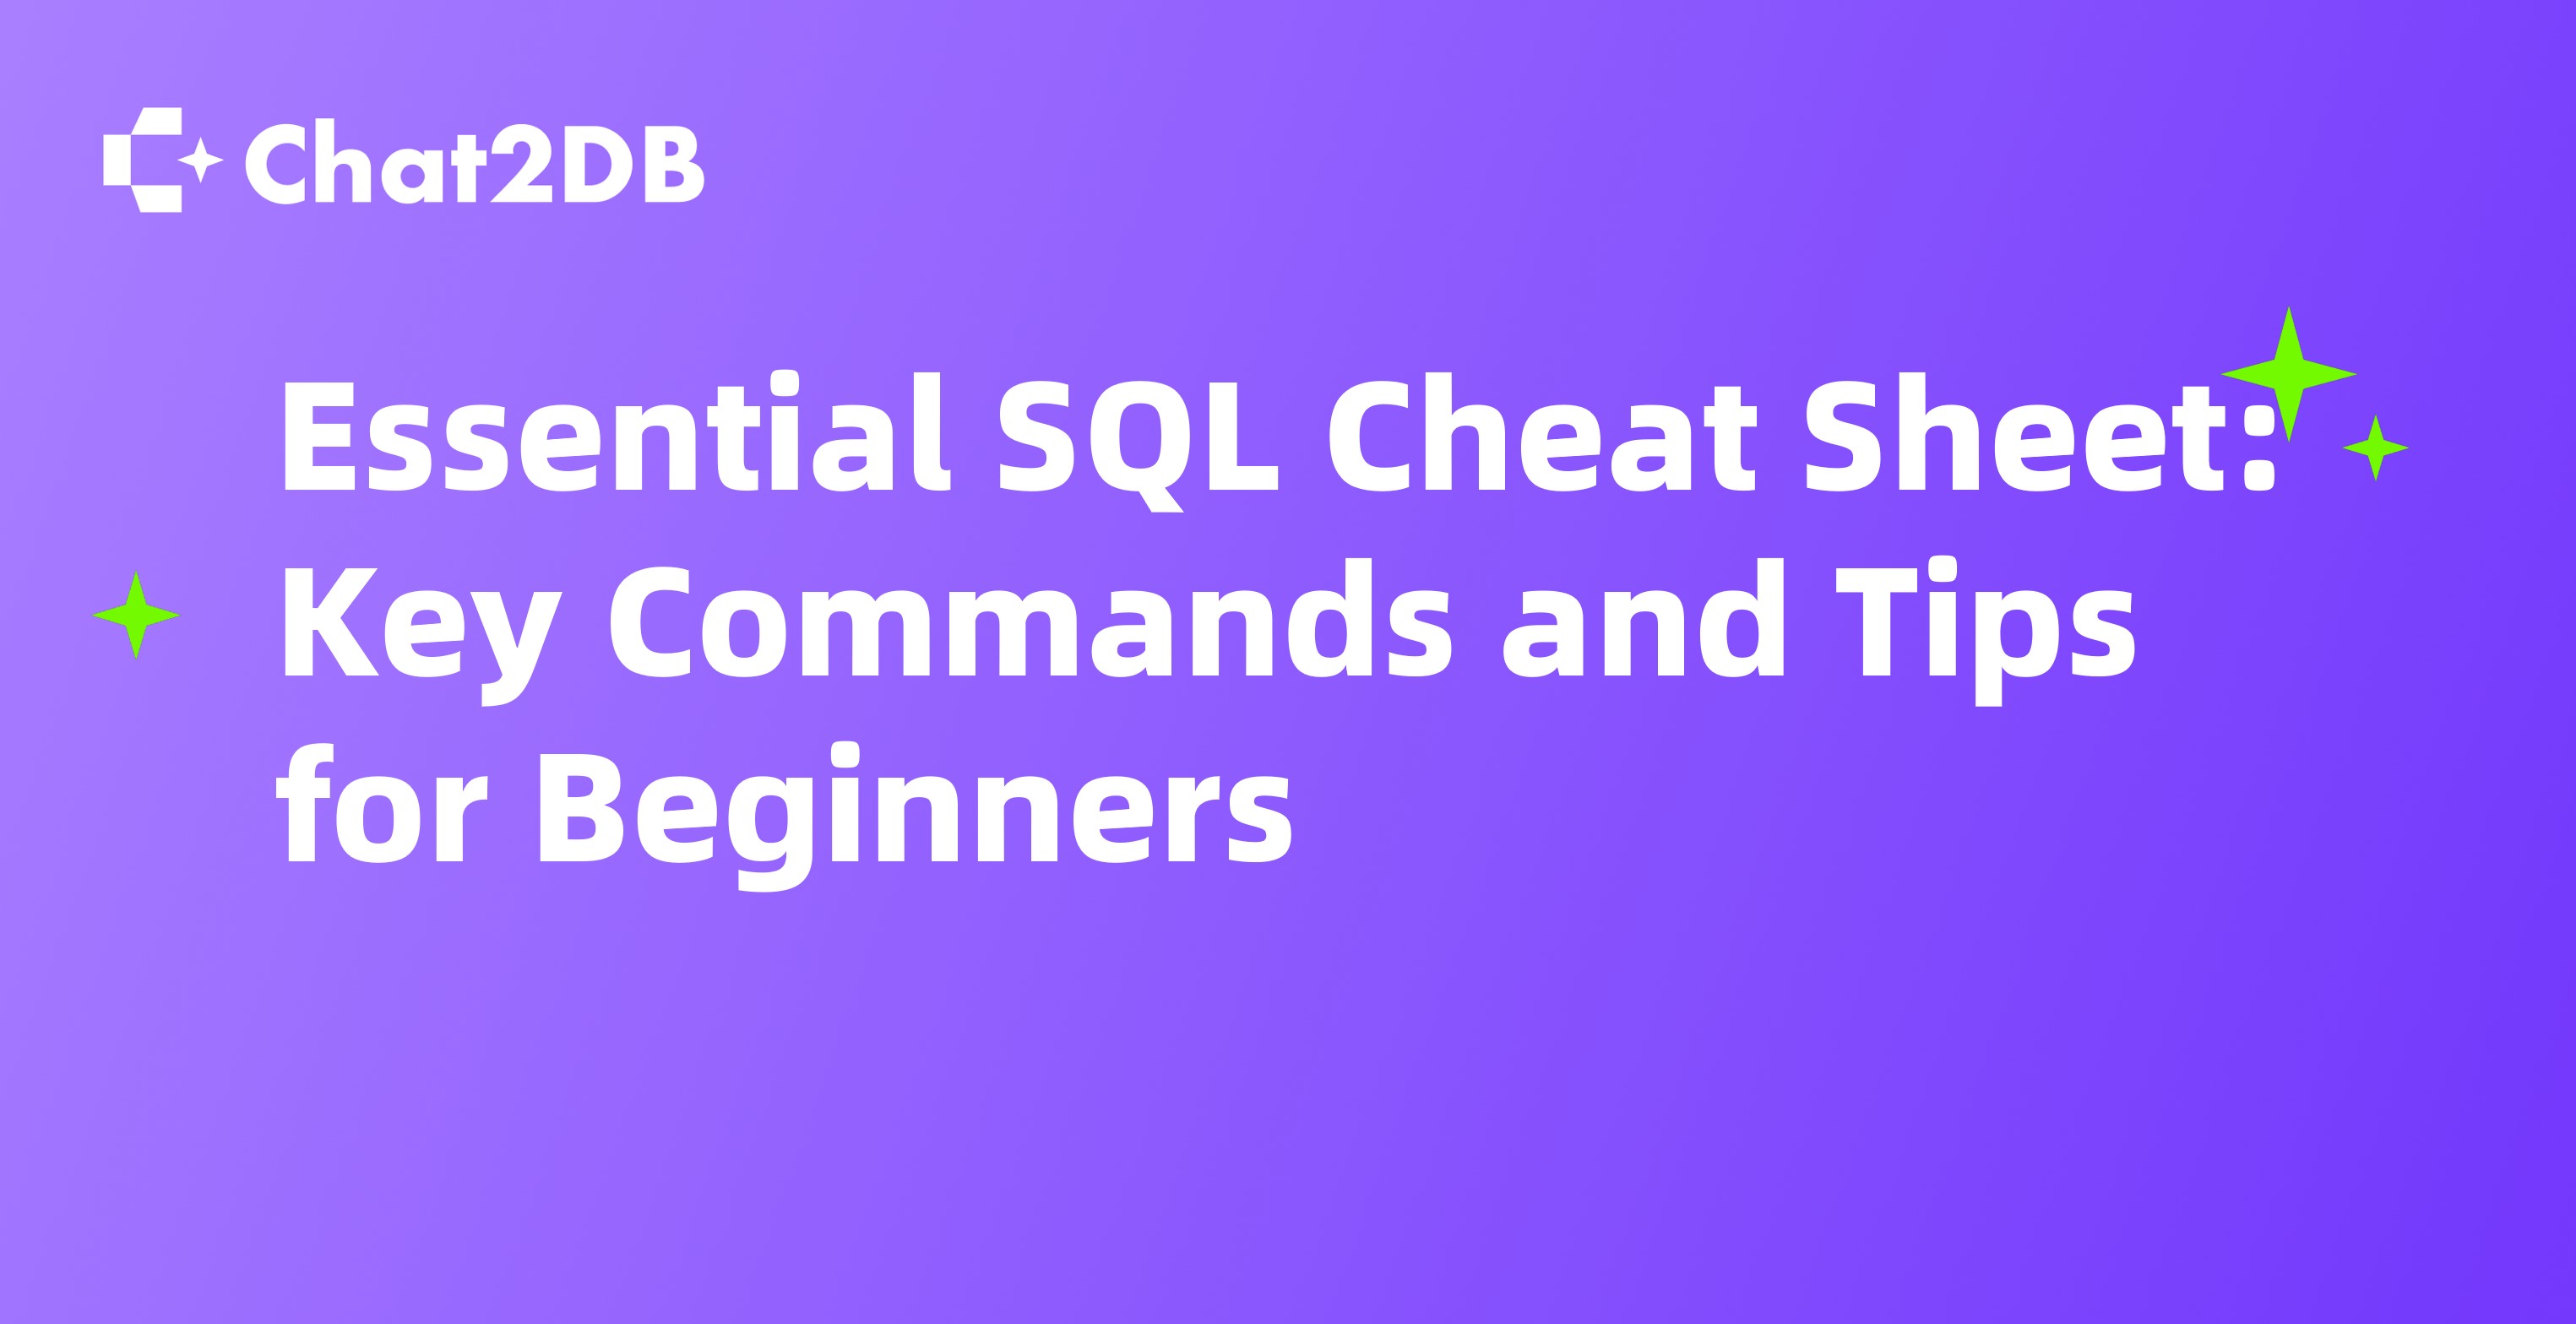 Chat2DB
Essential SQL Cheat Sheet:
Key Commands and Tips
for Beginners